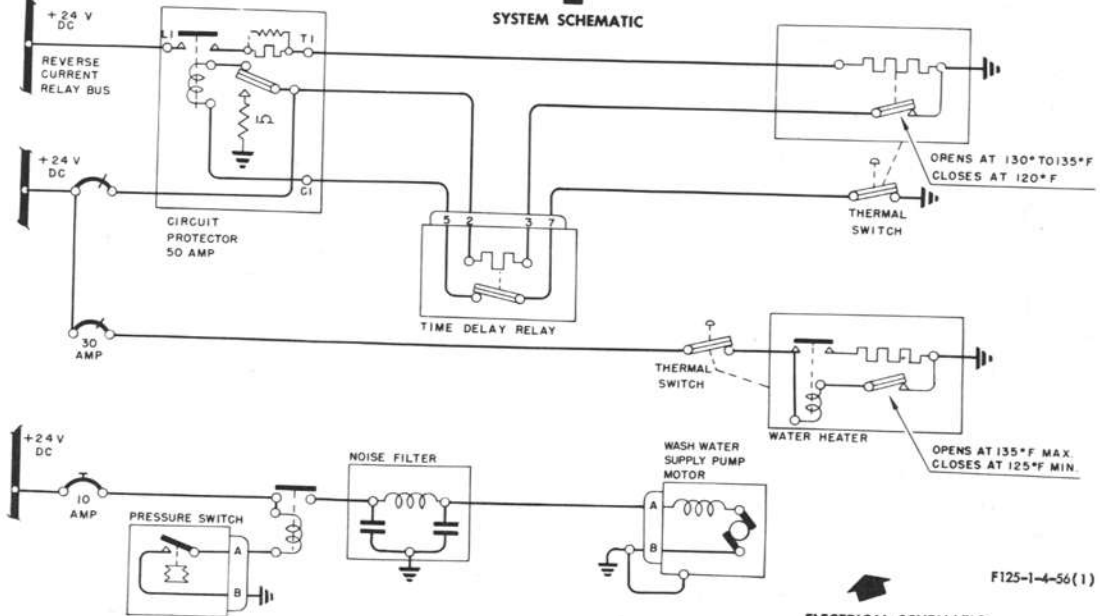 SYSTEM SCHEMATIC
+24 V
DC
L1
T1
REVERSE
CURRENT
RELAY BUS
15
OPENS AT 130° TO 135°F
CLOSES AT 120°F
+24 V
DC
C1
THERMAL
SWITCH
CIRCUIT
PROTECTOR
50 AMP
5 2 3 7
TIME DELAY RELAY
30
AMP
THERMAL
SWITCH
WATER HEATER
OPENS AT 135°F MAX.
CLOSES AT 125°F MIN.
+24 V
DC
10
AMP
NOISE FILTER
WASH WATER
SUPPLY PUMP
MOTOR
A
B
PRESSURE SWITCH
A
B
F125-1-4-56(1)